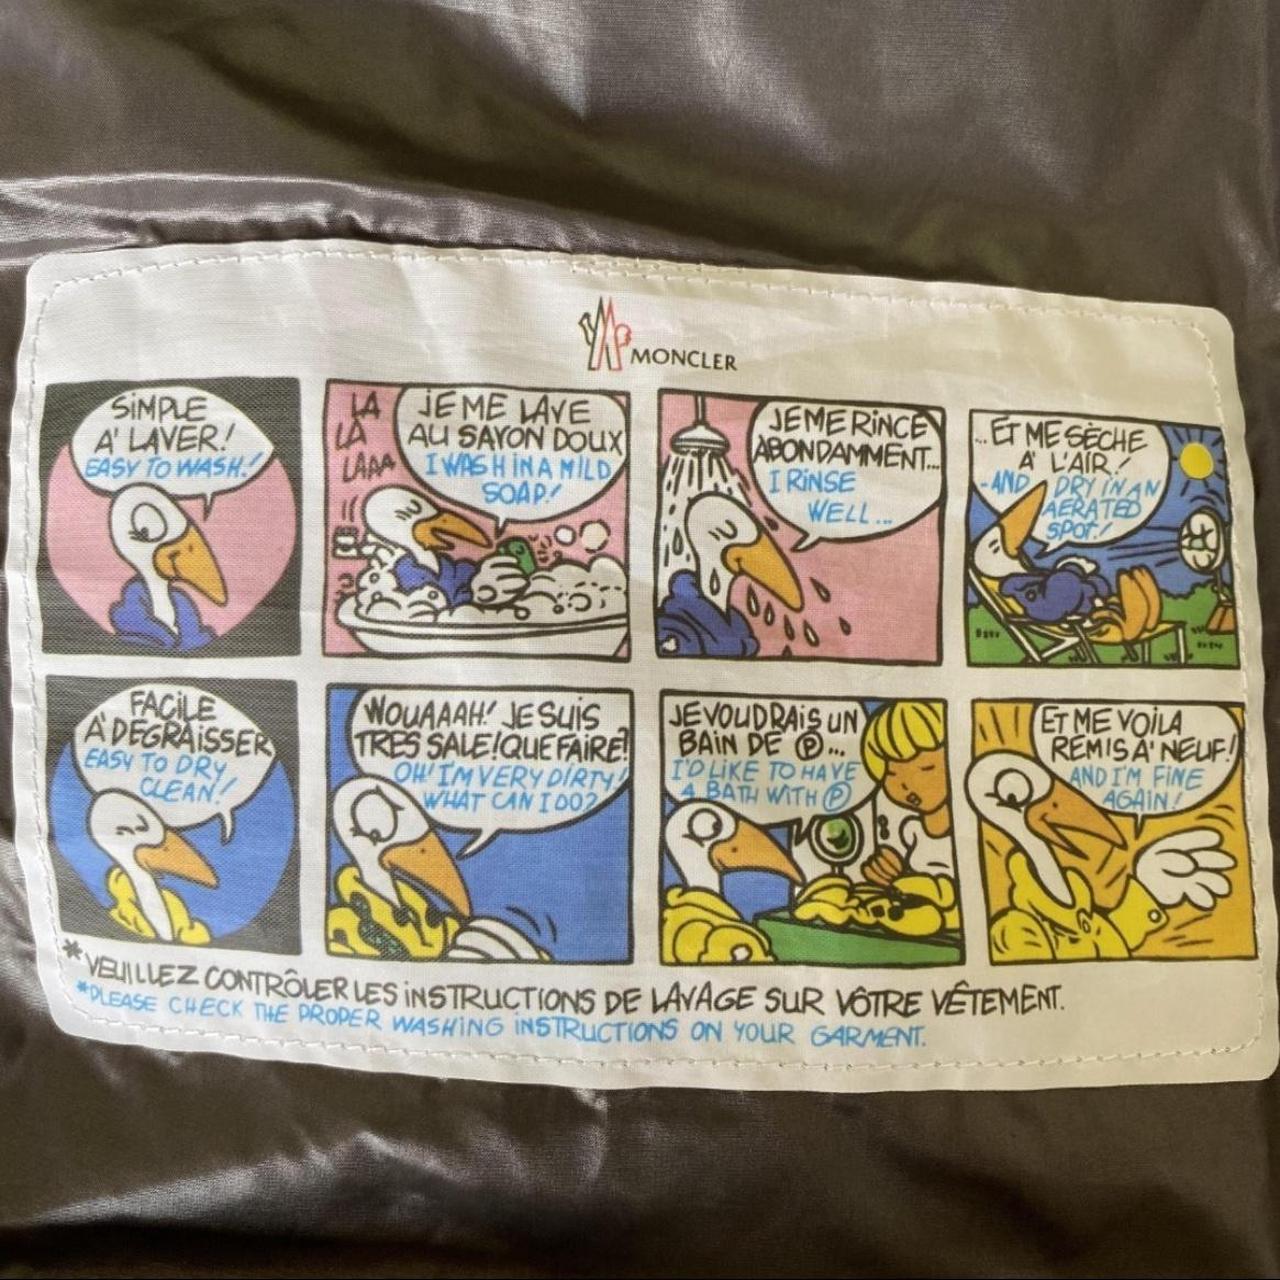 MONCLER
SIMPLE
A' LAVER!
EASY TO WASH!
LA
LA
LAAA
JE ME LAVE
AU SAVON DOUX
I WASH IN A MILD
SOAP!
JE ME RINCE
ABONDAMMENT...
I RINSE
WELL...
...ET ME SÈCHE
A' L'AIR!
-AND DRY IN AN
AERATED
SPOT!
FACILE
A' DEGRAISSER
EASY TO DRY
CLEAN!
WOUAAAH! JE SUIS
TRES SALE! QUE FAIRE?
OH! I'M VERY DIRTY!
WHAT CAN I DO?
JE VOUDRAIS UN
BAIN DE Ⓟ...
I'D LIKE TO HAVE
A BATH WITH Ⓟ
ET ME VOILA
REMIS A' NEUF!
AND I'M FINE
AGAIN!
*VEUILLEZ CONTRÔLER LES INSTRUCTIONS DE LAVAGE SUR VÔTRE VÊTEMENT.
*PLEASE CHECK THE PROPER WASHING INSTRUCTIONS ON YOUR GARMENT.